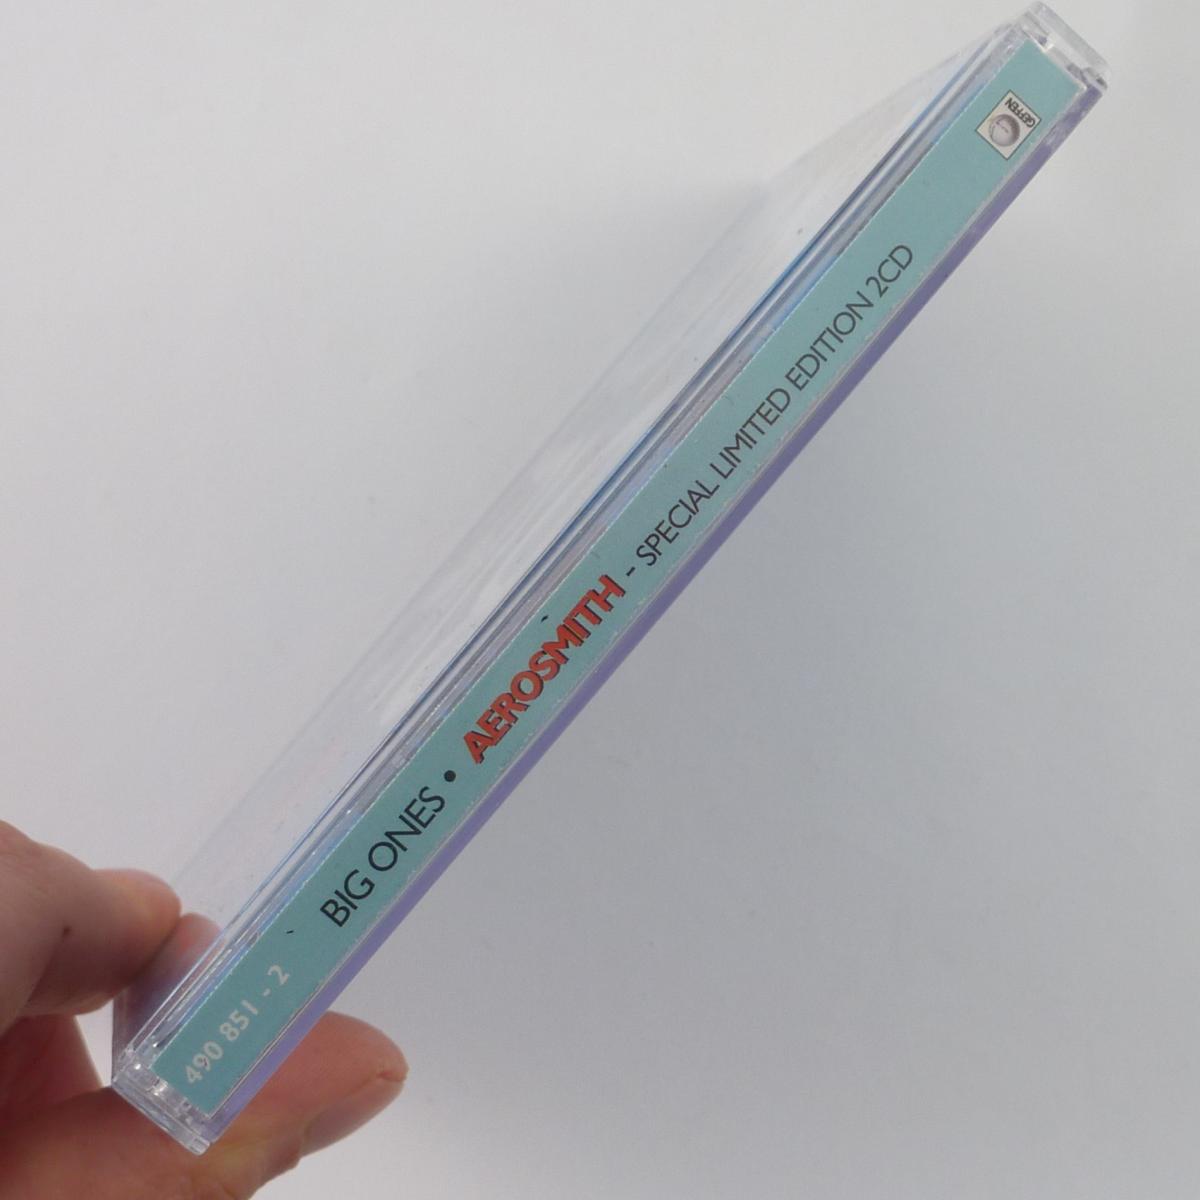 490 851 - 2
BIG ONES • AEROSMITH - SPECIAL LIMITED EDITION 2CD
GEFFEN